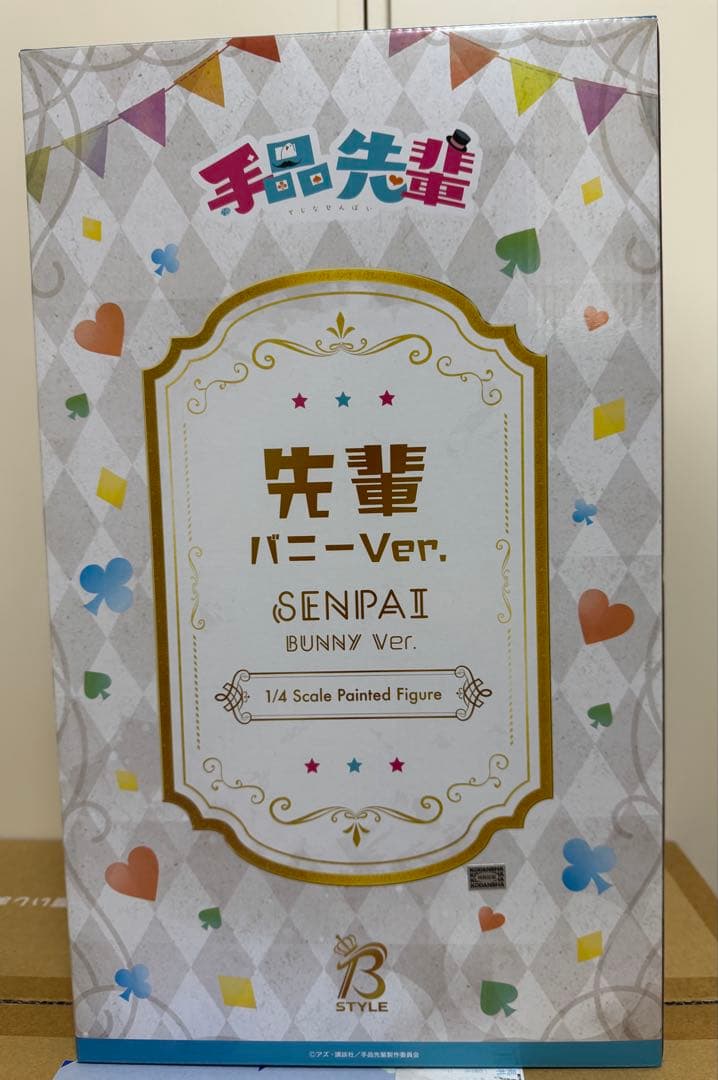 手品先輩
てじなせんぱい
先輩
バニーVer.
SENPAI
BUNNY Ver.
1/4 Scale Painted Figure
KODANSHA
KODANSHA
B
STYLE
©アズ・講談社／手品先輩製作委員会